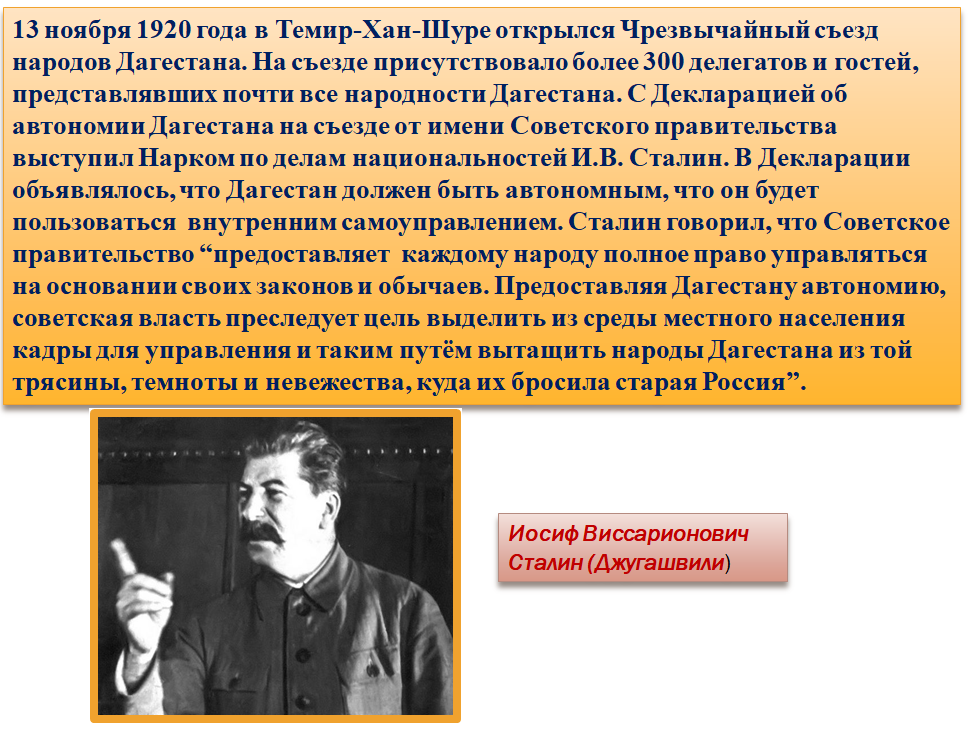 13 ноября 1920 года в Темир-Хан-Шуре открылся Чрезвычайный съезд
народов Дагестана. На съезде присутствовало более 300 делегатов и гостей,
представлявших почти все народности Дагестана. С Декларацией об
автономии Дагестана на съезде от имени Советского правительства
выступил Нарком по делам национальностей И.В. Сталин. В Декларации
объявлялось, что Дагестан должен быть автономным, что он будет
пользоваться внутренним самоуправлением. Сталин говорил, что Советское
правительство “предоставляет каждому народу полное право управляться
на основании своих законов и обычаев. Предоставляя Дагестану автономию,
советская власть преследует цель выделить из среды местного населения
кадры для управления и таким путём вытащить народы Дагестана из той
трясины, темноты и невежества, куда их бросила старая Россия”.
Иосиф Виссарионович
Сталин (Джугашвили)